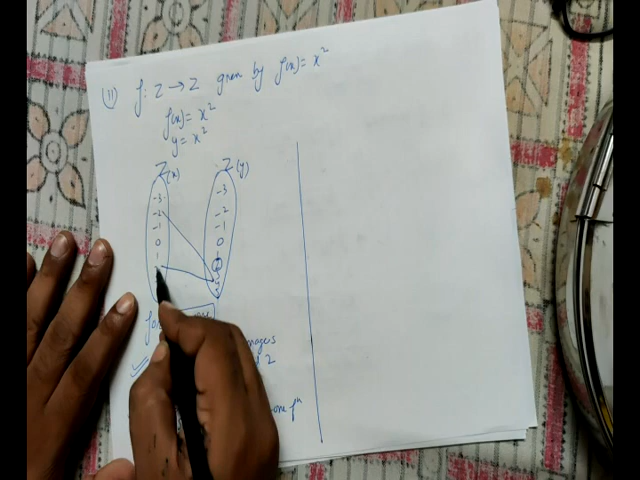 (ii) f: Z → Z given by f(x) = x²
f(x) = x²
y = x²
Z(x) Z(y)
-3 -3
-2 -2
-1 -1
0 0
1
images
2
one fⁿ